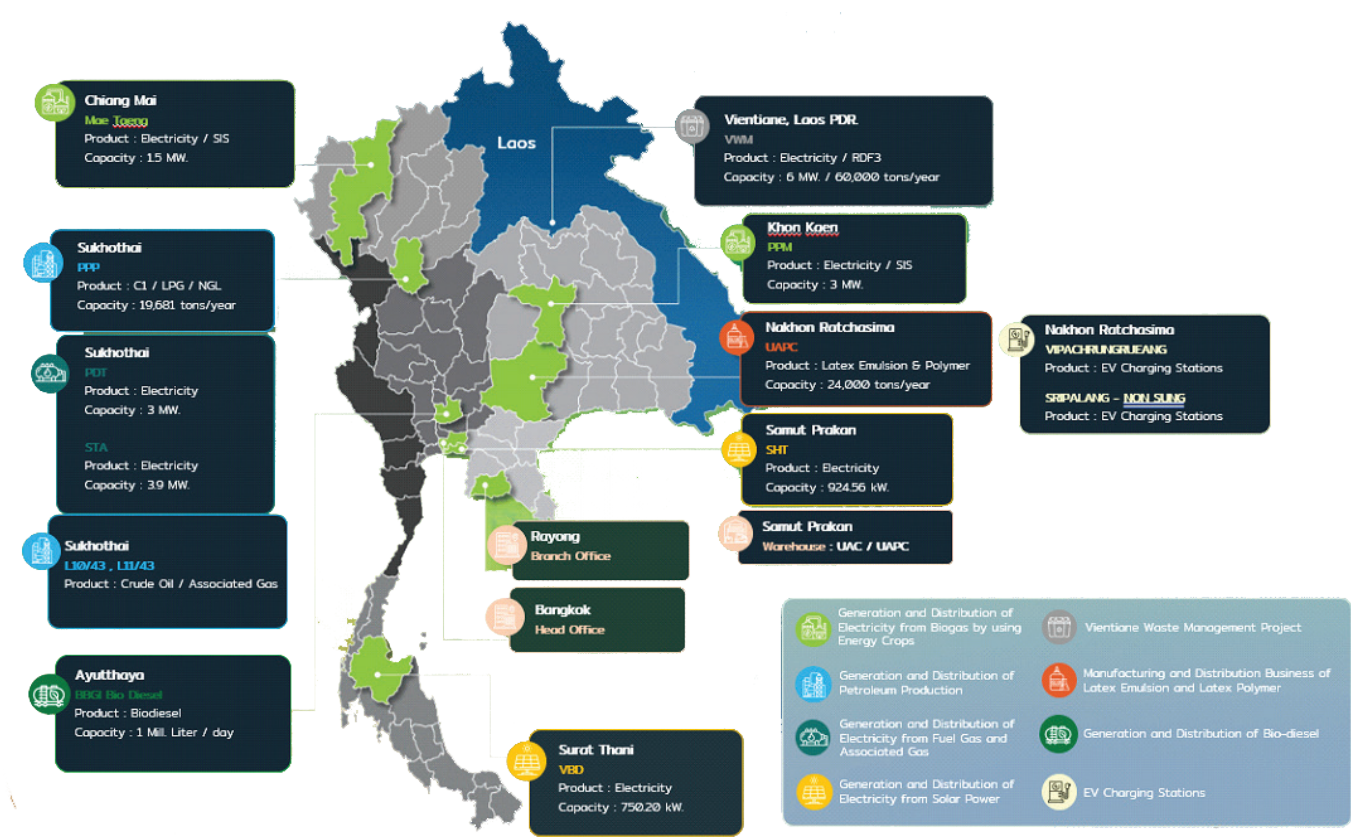 Chiang Mai
Mae Taeng
Product : Electricity / SIS
Capacity : 1.5 MW.
Sukhothai
PPP
Product : C1 / LPG / NGL
Capacity : 19,681 tons/year
Sukhothai
PDT
Product : Electricity
Capacity : 3 MW.
STA
Product : Electricity
Capacity : 3.9 MW.
Sukhothai
L10/43 , L11/43
Product : Crude Oil / Associated Gas
Ayutthaya
BBGI Bio Diesel
Product : Biodiesel
Capacity : 1 Mill. Liter / day
Laos
Vientiane, Laos PDR.
VWM
Product : Electricity / RDF3
Capacity : 6 MW. / 60,000 tons/year
Khon Kaen
PPM
Product : Electricity / SIS
Capacity : 3 MW.
Nakhon Ratchasima
UAPC
Product : Latex Emulsion & Polymer
Capacity : 24,000 tons/year
Nakhon Ratchasima
VIPACHRUNGRUEANG
Product : EV Charging Stations
SRIPALANG - NON SUNG
Product : EV Charging Stations
Samut Prakan
SHT
Product : Electricity
Capacity : 924.56 kW.
Samut Prakan
Warehouse : UAC / UAPC
Rayong
Branch Office
Bangkok
Head Office
Surat Thani
VBD
Product : Electricity
Capacity : 750.20 kW.
Generation and Distribution of
Electricity from Biogas by using
Energy Crops
Generation and Distribution of
Petroleum Production
Generation and Distribution of
Electricity from Fuel Gas and
Associated Gas
Generation and Distribution of
Electricity from Solar Power
Vientiane Waste Management Project
Manufacturing and Distribution Business of
Latex Emulsion and Latex Polymer
Generation and Distribution of Bio-diesel
EV Charging Stations